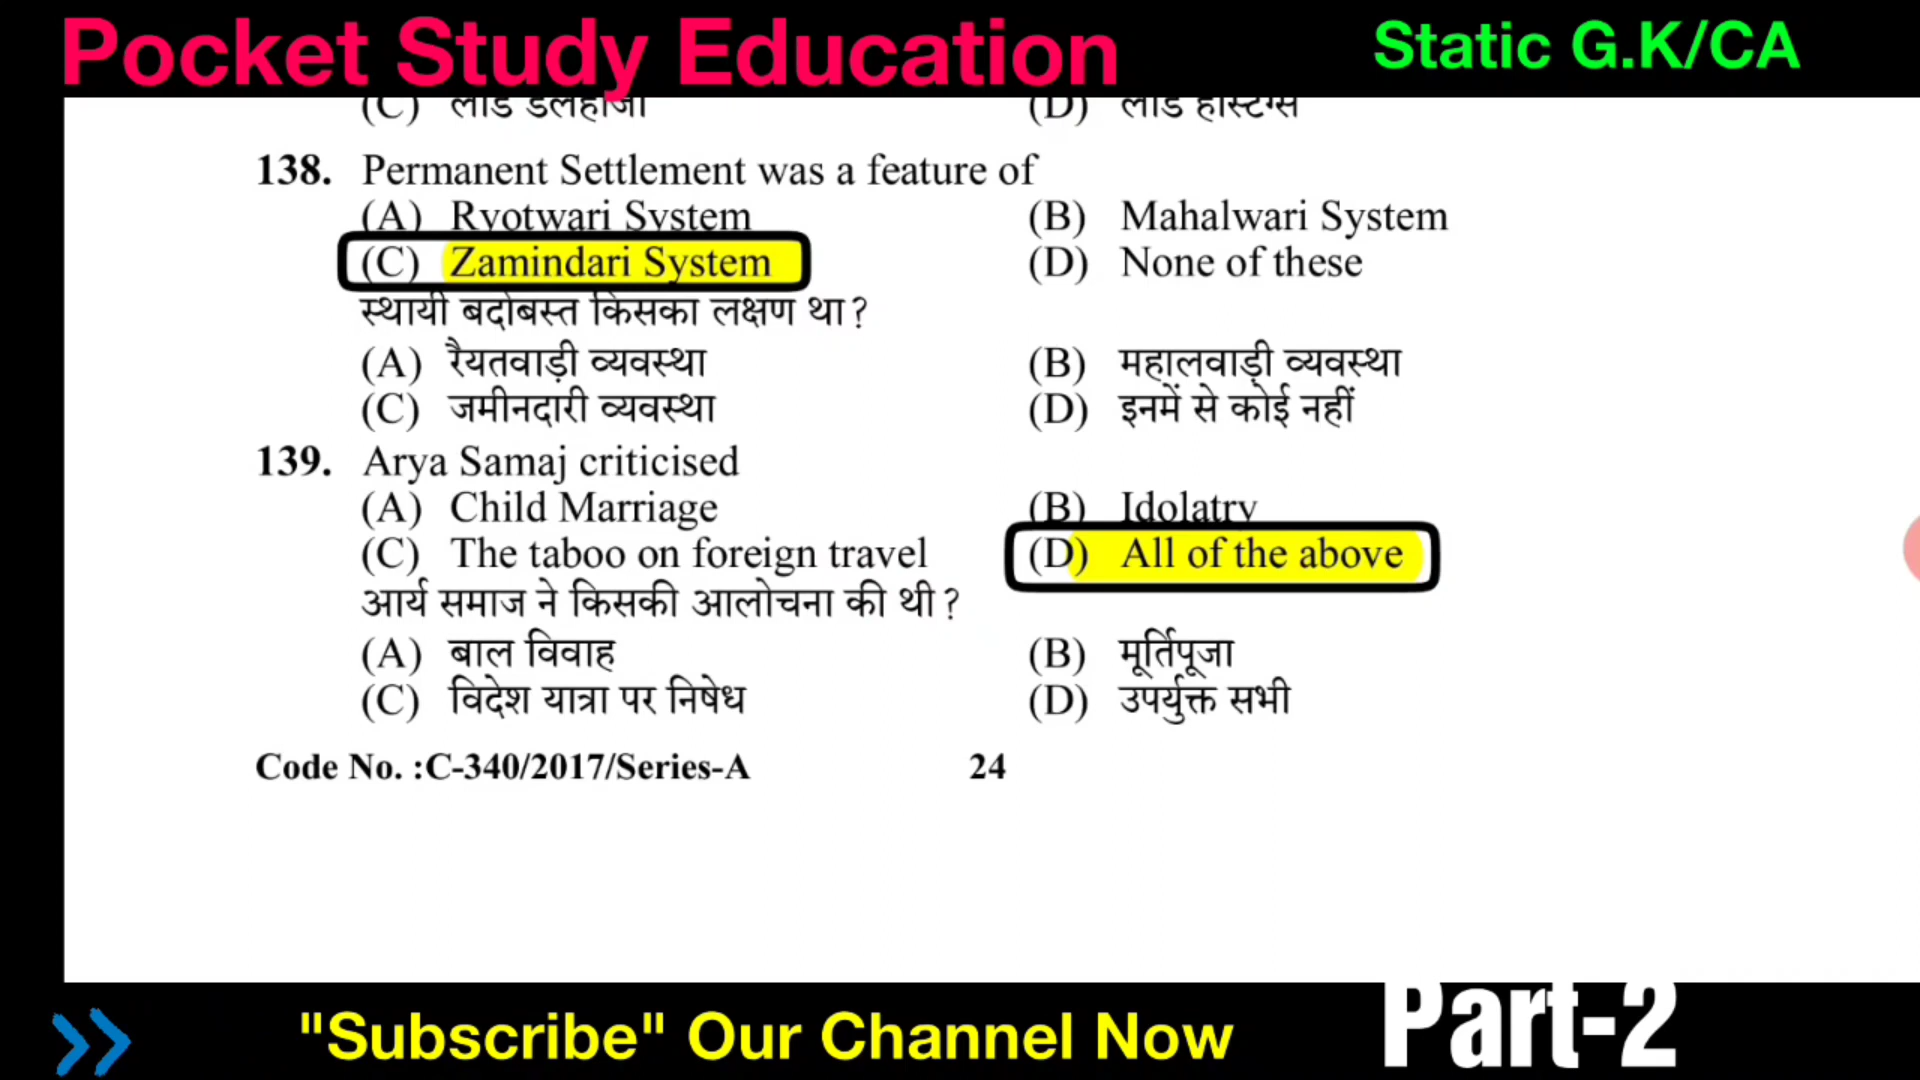 Pocket Study Education
Static G.K/CA
(C) लॉर्ड डलहौजी (D) लॉर्ड हेस्टिंग्स
138. Permanent Settlement was a feature of
(A) Ryotwari System (B) Mahalwari System
(C) Zamindari System (D) None of these
स्थायी बंदोबस्त किसका लक्षण था?
(A) रैयतवाड़ी व्यवस्था (B) महालवाड़ी व्यवस्था
(C) जमीनदारी व्यवस्था (D) इनमें से कोई नहीं
139. Arya Samaj criticised
(A) Child Marriage (B) Idolatry
(C) The taboo on foreign travel (D) All of the above
आर्य समाज ने किसकी आलोचना की थी?
(A) बाल विवाह (B) मूर्तिपूजा
(C) विदेश यात्रा पर निषेध (D) उपर्युक्त सभी
Code No. :C-340/2017/Series-A 24
"Subscribe" Our Channel Now
Part-2